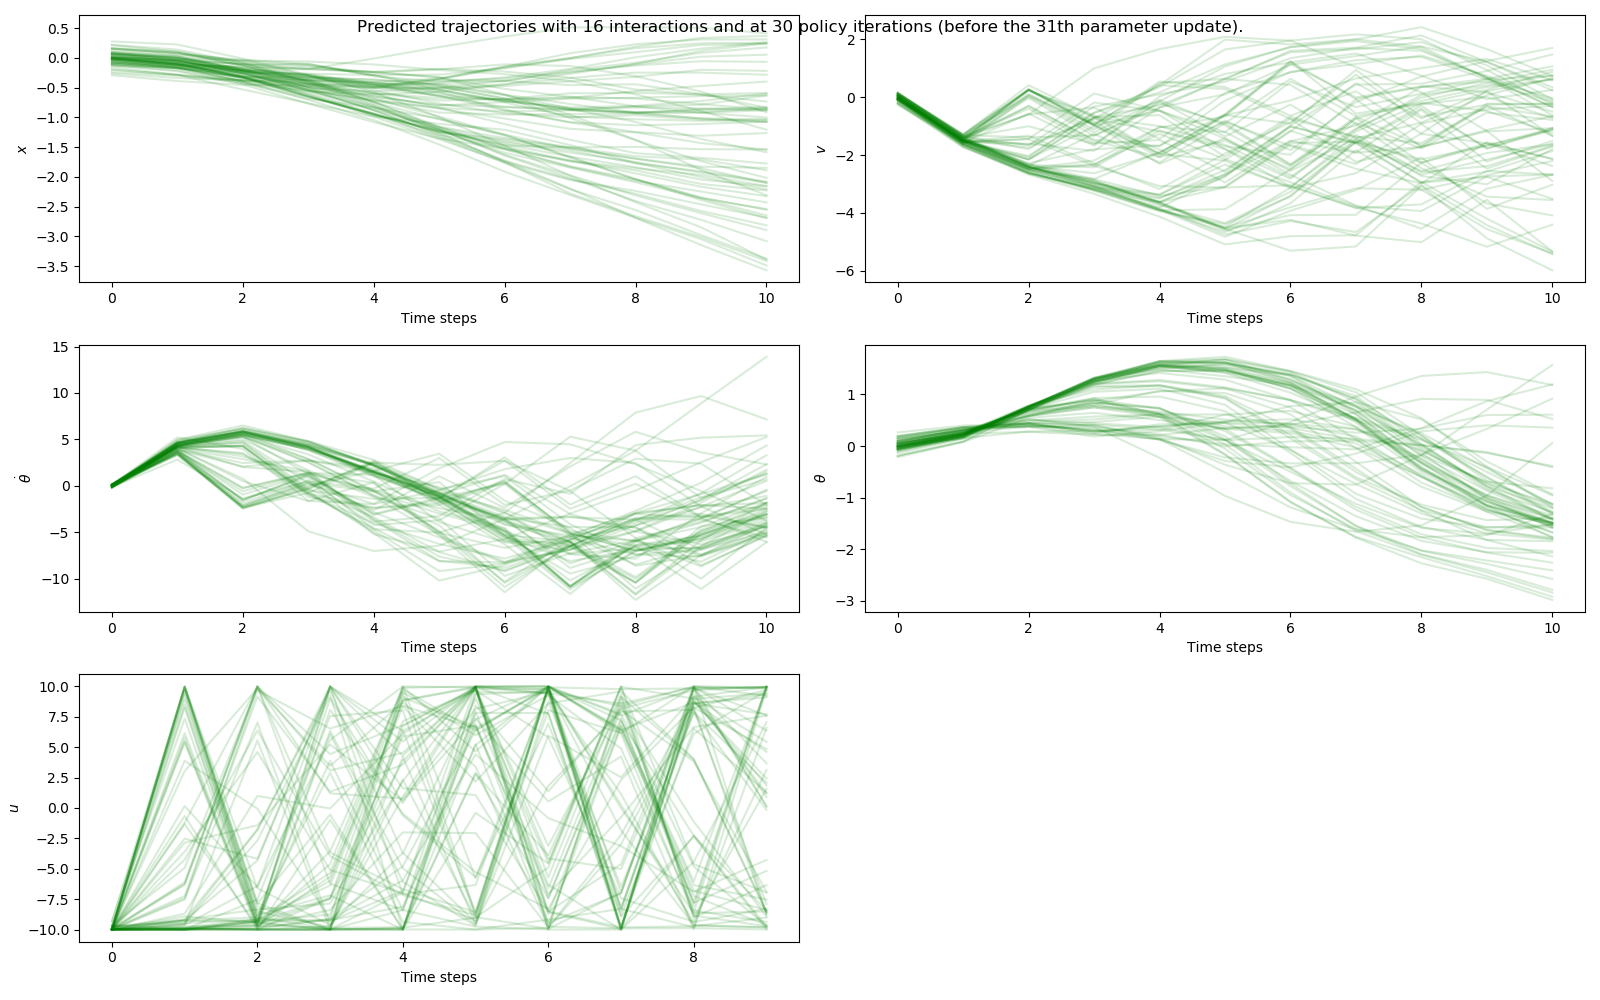 Predicted trajectories with 16 interactions and at 30 policy iterations (before the 31th parameter update).
0.5
0.0
−0.5
−1.0
−1.5
−2.0
−2.5
−3.0
−3.5
x
0 2 4 6 8 10
Time steps
2
0
−2
−4
−6
v
0 2 4 6 8 10
Time steps
15
10
5
0
−5
−10
θ̇
0 2 4 6 8 10
Time steps
1
0
−1
−2
−3
θ
0 2 4 6 8 10
Time steps
10.0
7.5
5.0
2.5
0.0
−2.5
−5.0
−7.5
−10.0
u
0 2 4 6 8
Time steps